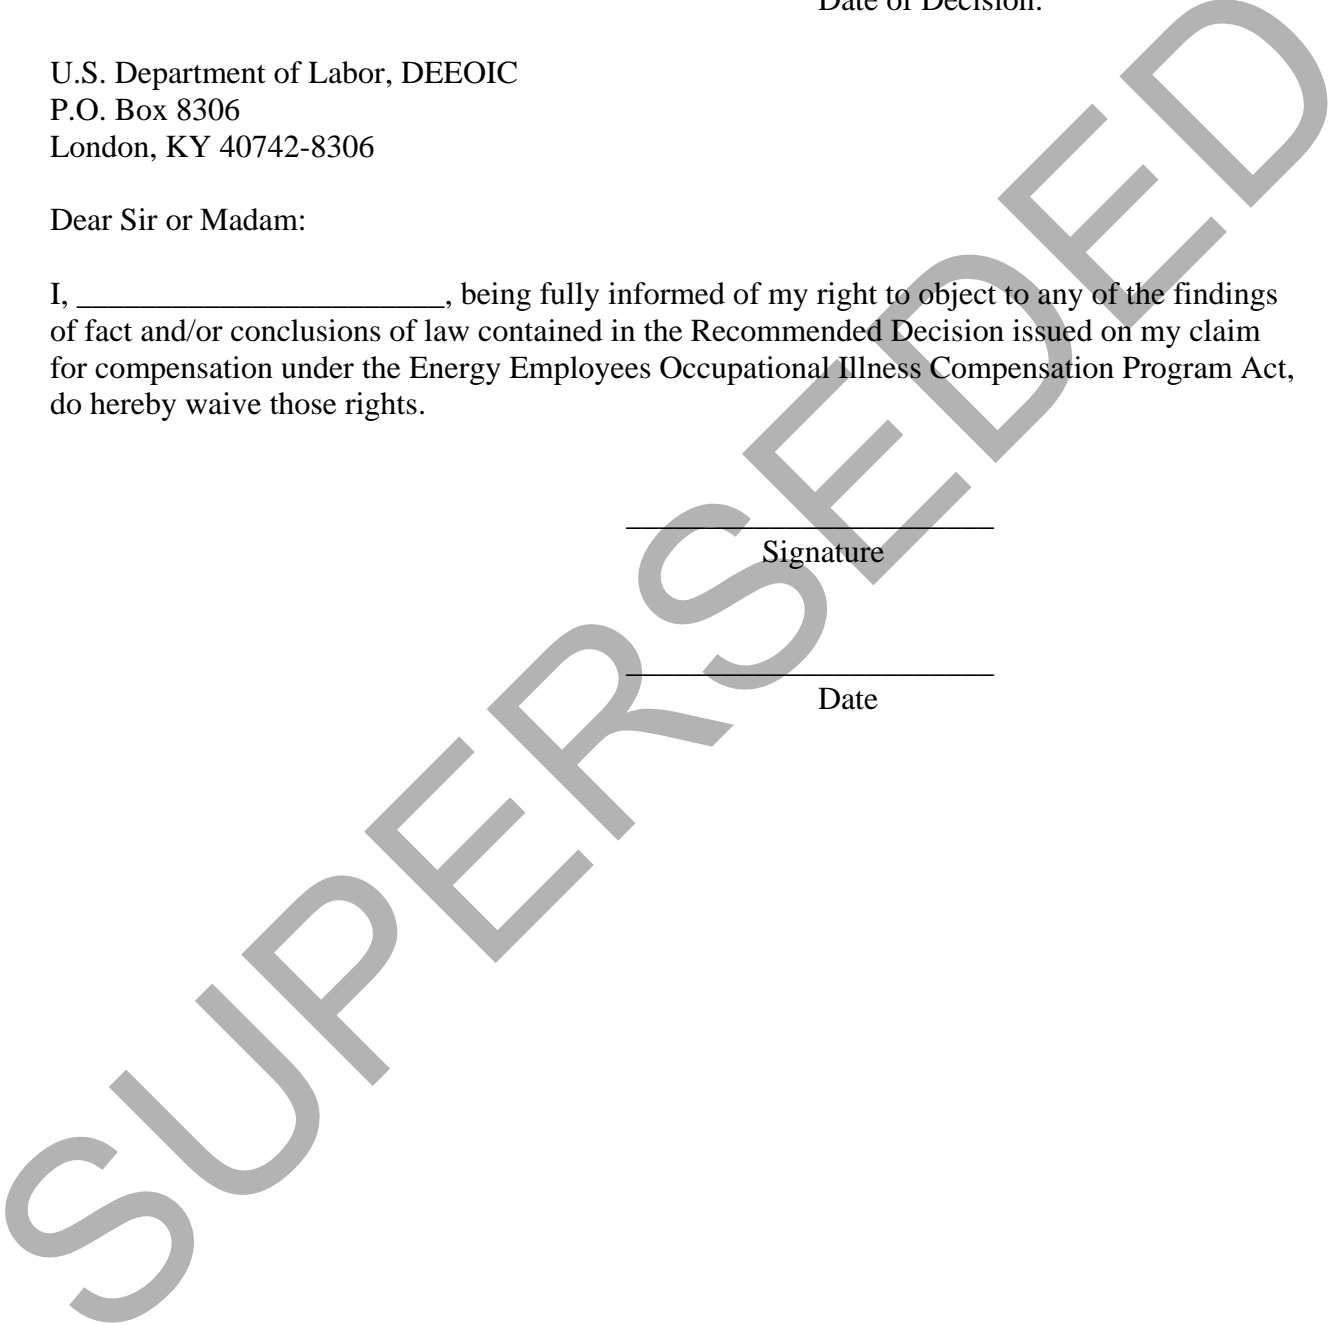 Date of Decision:
U.S. Department of Labor, DEEOIC
P.O. Box 8306
London, KY 40742-8306
Dear Sir or Madam:
I, _______________________, being fully informed of my right to object to any of the findings
of fact and/or conclusions of law contained in the Recommended Decision issued on my claim
for compensation under the Energy Employees Occupational Illness Compensation Program Act,
do hereby waive those rights.
_______________________
Signature
_______________________
Date
SUPERSEDED